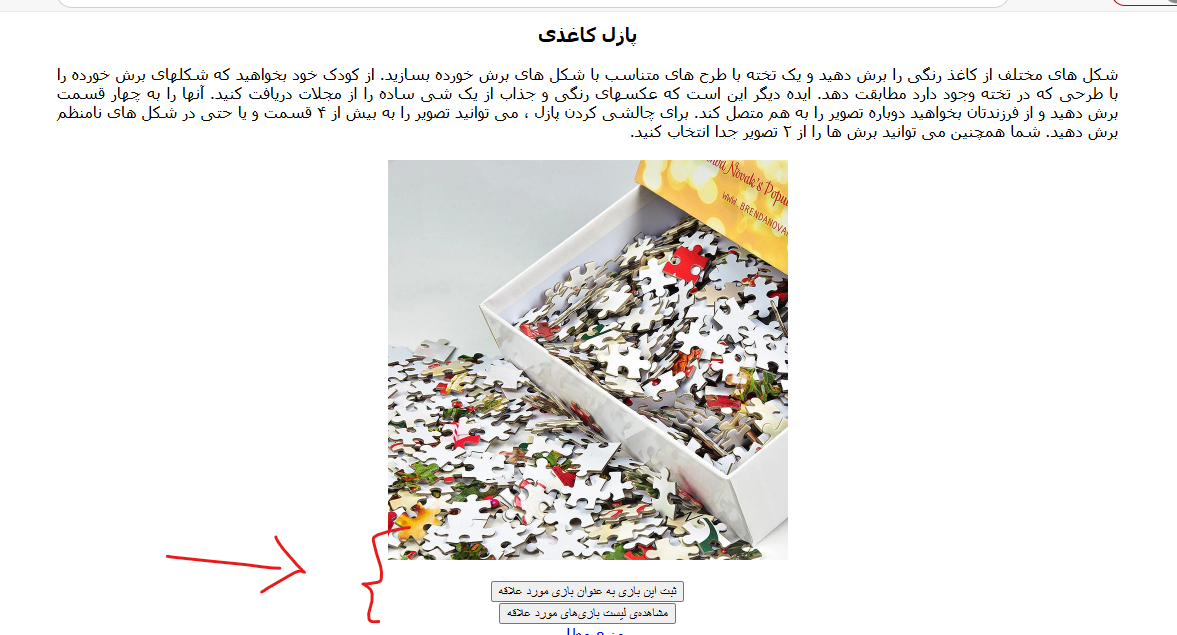 پازل کاغذی
شکل های مختلف از کاغذ رنگی را برش دهید و یک تخته با طرح های متناسب با شکل های برش خورده بسازید. از کودک خود بخواهید که شکلهای برش خورده را
با طرحی که در تخته وجود دارد مطابقت دهد. ایده دیگر این است که عکسهای رنگی و جذاب از یک شی ساده را از مجلات دریافت کنید. آنها را به چهار قسمت
برش دهید و از فرزندتان بخواهید دوباره تصویر را به هم متصل کند. برای چالشی کردن پازل ، می توانید تصویر را به بیش از ۴ قسمت و یا حتی در شکل های نامنظم
برش دهید. شما همچنین می توانید برش ها را از ۲ تصویر جدا انتخاب کنید.
Novak's
WWW.BRENDANOVA
ثبت این بازی به عنوان بازی مورد علاقه
مشاهده‌ی لیست بازی‌های مورد علاقه